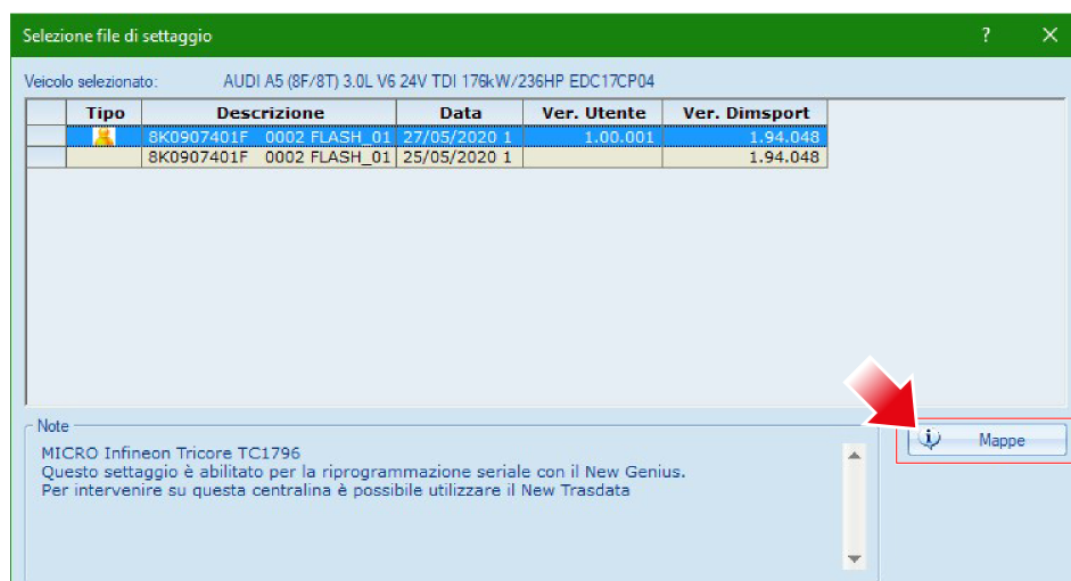 Selezione file di settaggio ? ×
Veicolo selezionato: AUDI A5 (8F/8T) 3.0L V6 24V TDI 176kW/236HP EDC17CP04
Tipo Descrizione Data Ver. Utente Ver. Dimsport
8K0907401F 0002 FLASH_01 27/05/2020 1 1.00.001 1.94.048
8K0907401F 0002 FLASH_01 25/05/2020 1 1.94.048
Note
MICRO Infineon Tricore TC1796
Questo settaggio è abilitato per la riprogrammazione seriale con il New Genius.
Per intervenire su questa centralina è possibile utilizzare il New Trasdata
Mappe